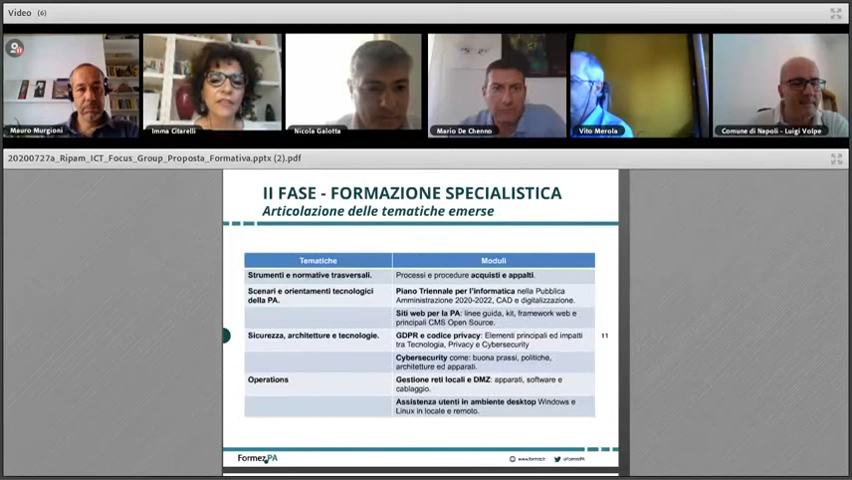 Video (6)
Mauro Murgioni
Imma Citarelli
Nicola Galotta
Mario De Chenno
Vito Merola
Comune di Napoli - Luigi Volpe
20200727a_Ripam_ICT_Focus_Group_Proposta_Formativa.pptx (2).pdf
II FASE - FORMAZIONE SPECIALISTICA
Articolazione delle tematiche emerse
Tematiche Moduli
Strumenti e normative trasversali. Processi e procedure acquisti e appalti.
Scenari e orientamenti tecnologici Piano Triennale per l'informatica nella Pubblica
della PA. Amministrazione 2020-2022, CAD e digitalizzazione.
Siti web per la PA: linee guida, kit, framework web e
principali CMS Open Source.
Sicurezza, architetture e tecnologie. GDPR e codice privacy: Elementi principali ed impatti
tra Tecnologia, Privacy e Cybersecurity
11
Cybersecurity come: buona prassi, politiche,
architetture ed apparati.
Operations Gestione reti locali e DMZ: apparati, software e
cablaggio.
Assistenza utenti in ambiente desktop Windows e
Linux in locale e remoto.
FormezPA
www.formez.it
@FormezPA